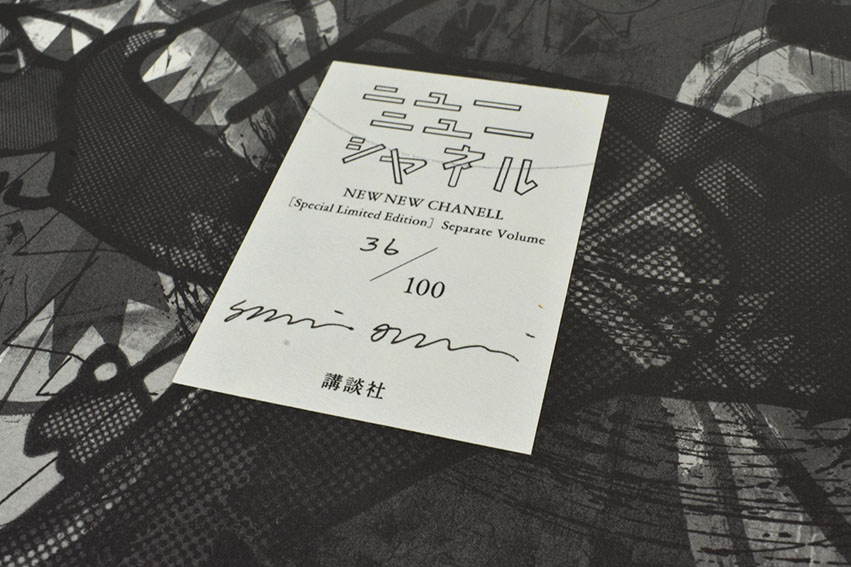 ニュー
ニュー
シャネル
NEW NEW CHANELL
[Special Limited Edition] Separate Volume
36/100
講談社